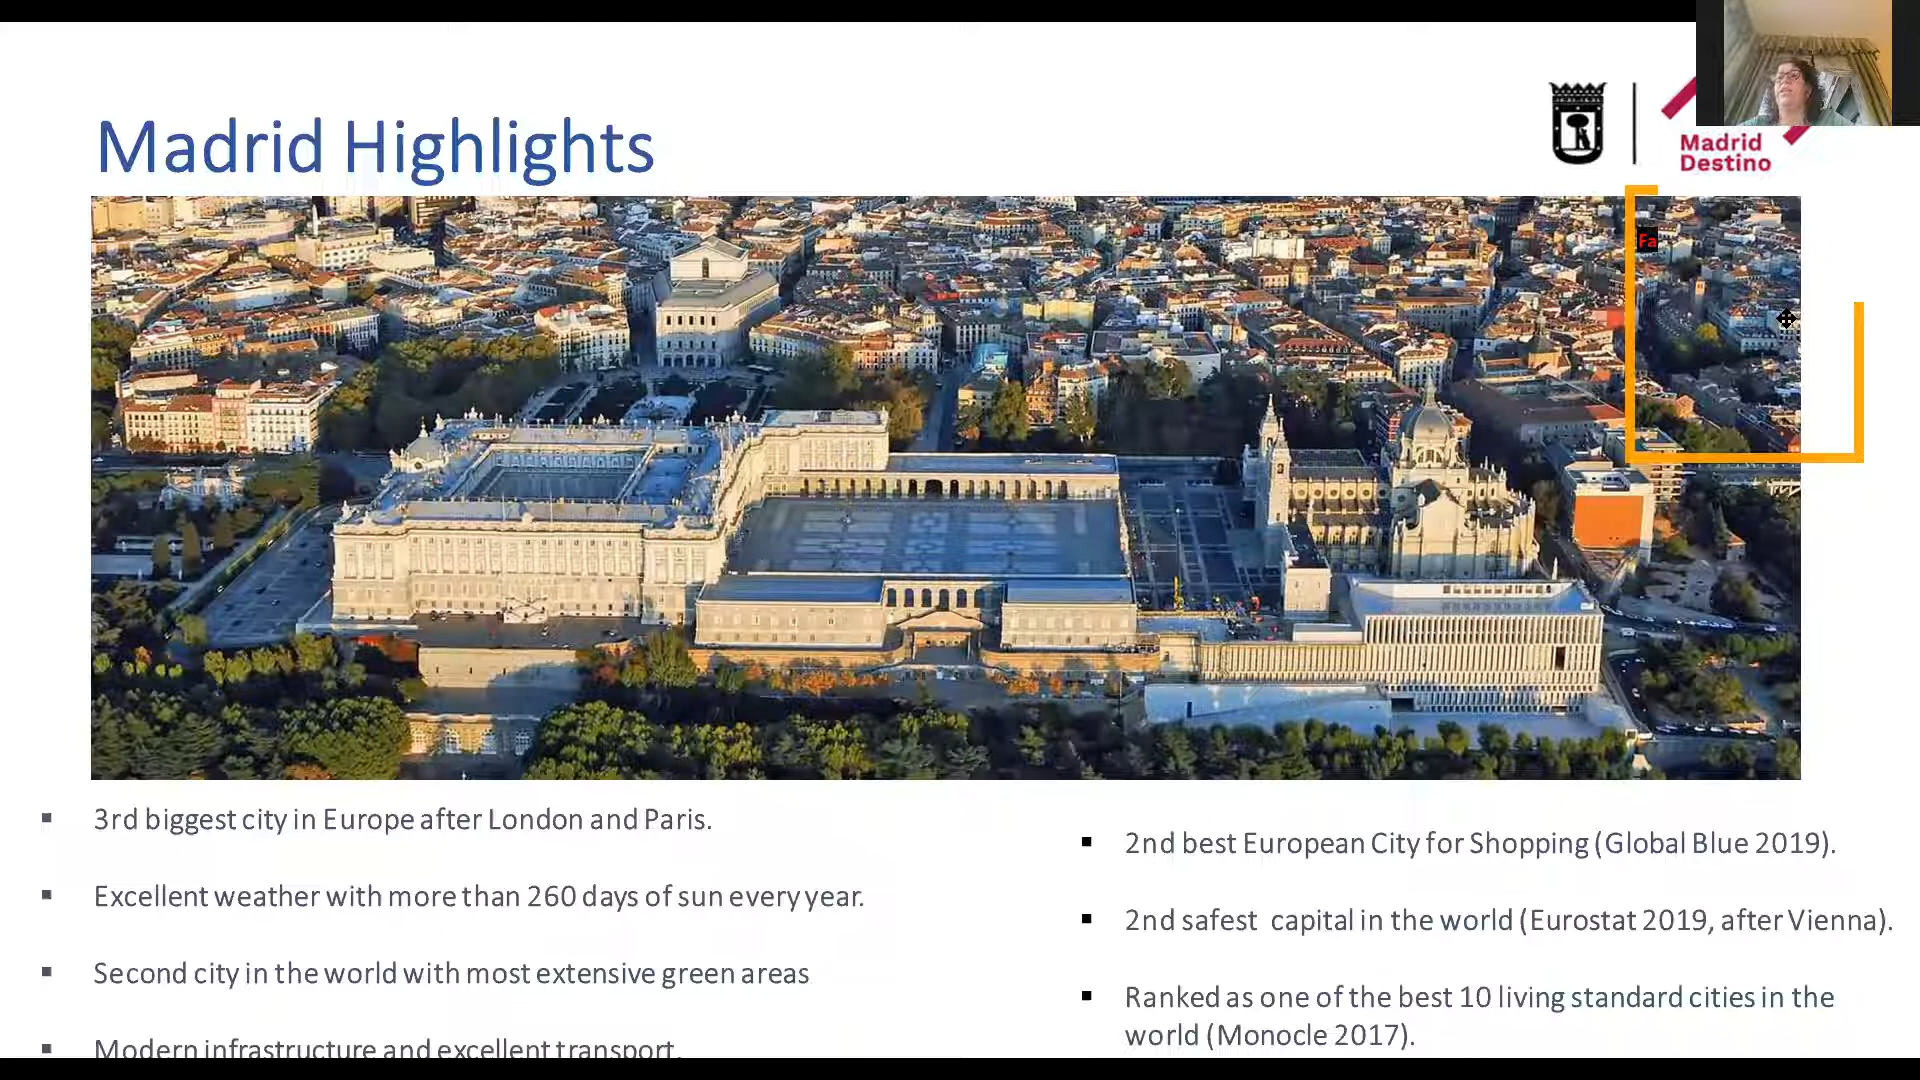 Madrid Highlights
Madrid
Destino
Fa
▪ 3rd biggest city in Europe after London and Paris.
▪ Excellent weather with more than 260 days of sun every year.
▪ Second city in the world with most extensive green areas
▪ Modern infrastructure and excellent transport.
▪ 2nd best European City for Shopping (Global Blue 2019).
▪ 2nd safest capital in the world (Eurostat 2019, after Vienna).
▪ Ranked as one of the best 10 living standard cities in the
world (Monocle 2017).